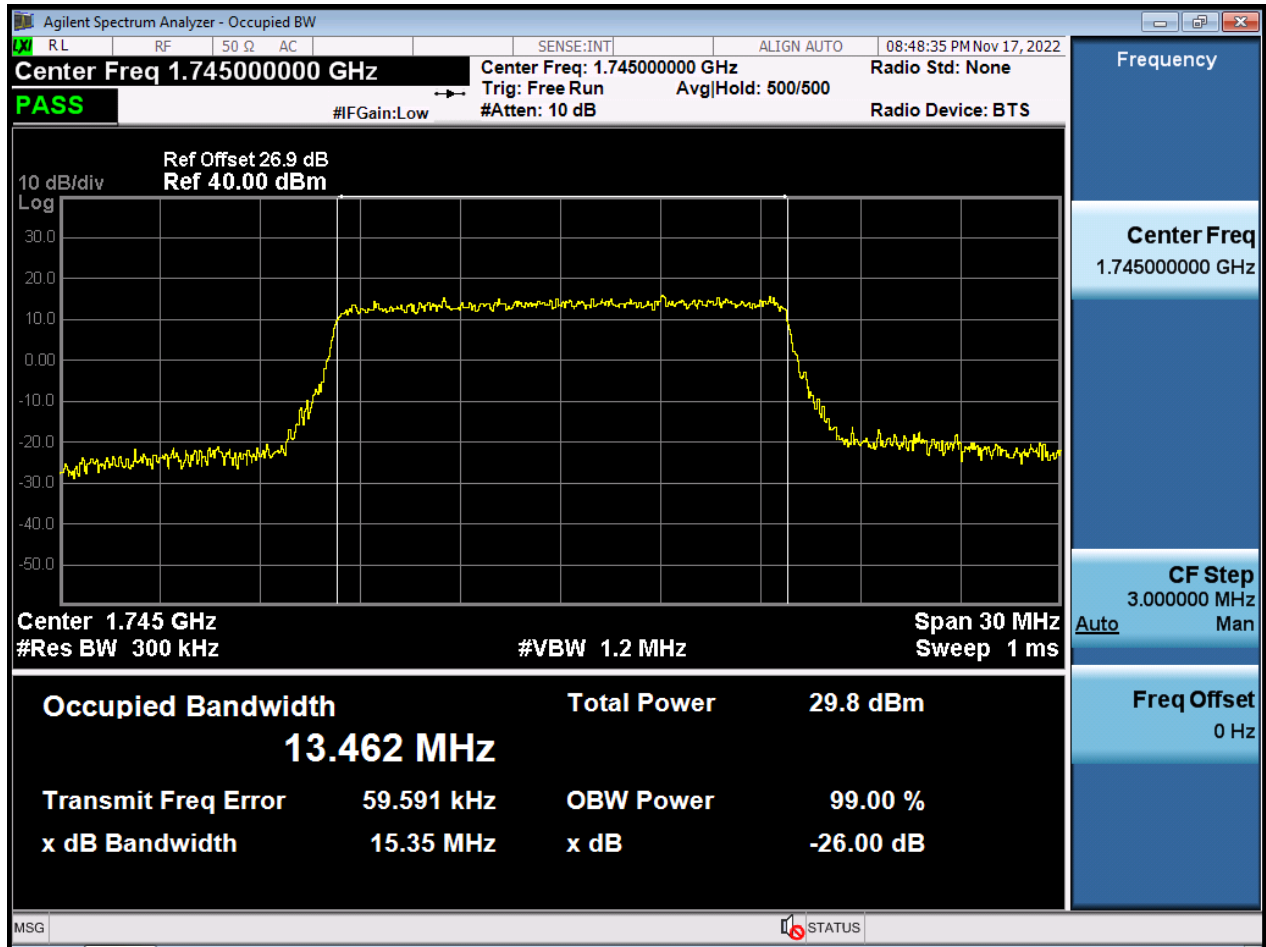 Agilent Spectrum Analyzer - Occupied BW
LXI RL RF 50 Ω AC SENSE:INT ALIGN AUTO 08:48:35 PM Nov 17, 2022
Center Freq 1.745000000 GHz
Center Freq: 1.745000000 GHz
Radio Std: None
Trig: Free Run Avg|Hold: 500/500
PASS
#IFGain:Low
#Atten: 10 dB
Radio Device: BTS
Ref Offset 26.9 dB
10 dB/div Ref 40.00 dBm
Log
30.0
20.0
10.0
0.00
-10.0
-20.0
-30.0
-40.0
-50.0
Center 1.745 GHz Span 30 MHz
#Res BW 300 kHz #VBW 1.2 MHz Sweep 1 ms
Occupied Bandwidth Total Power 29.8 dBm
13.462 MHz
Transmit Freq Error 59.591 kHz OBW Power 99.00 %
x dB Bandwidth 15.35 MHz x dB -26.00 dB
Frequency
Center Freq
1.745000000 GHz
CF Step
3.000000 MHz
Auto Man
Freq Offset
0 Hz
MSG STATUS